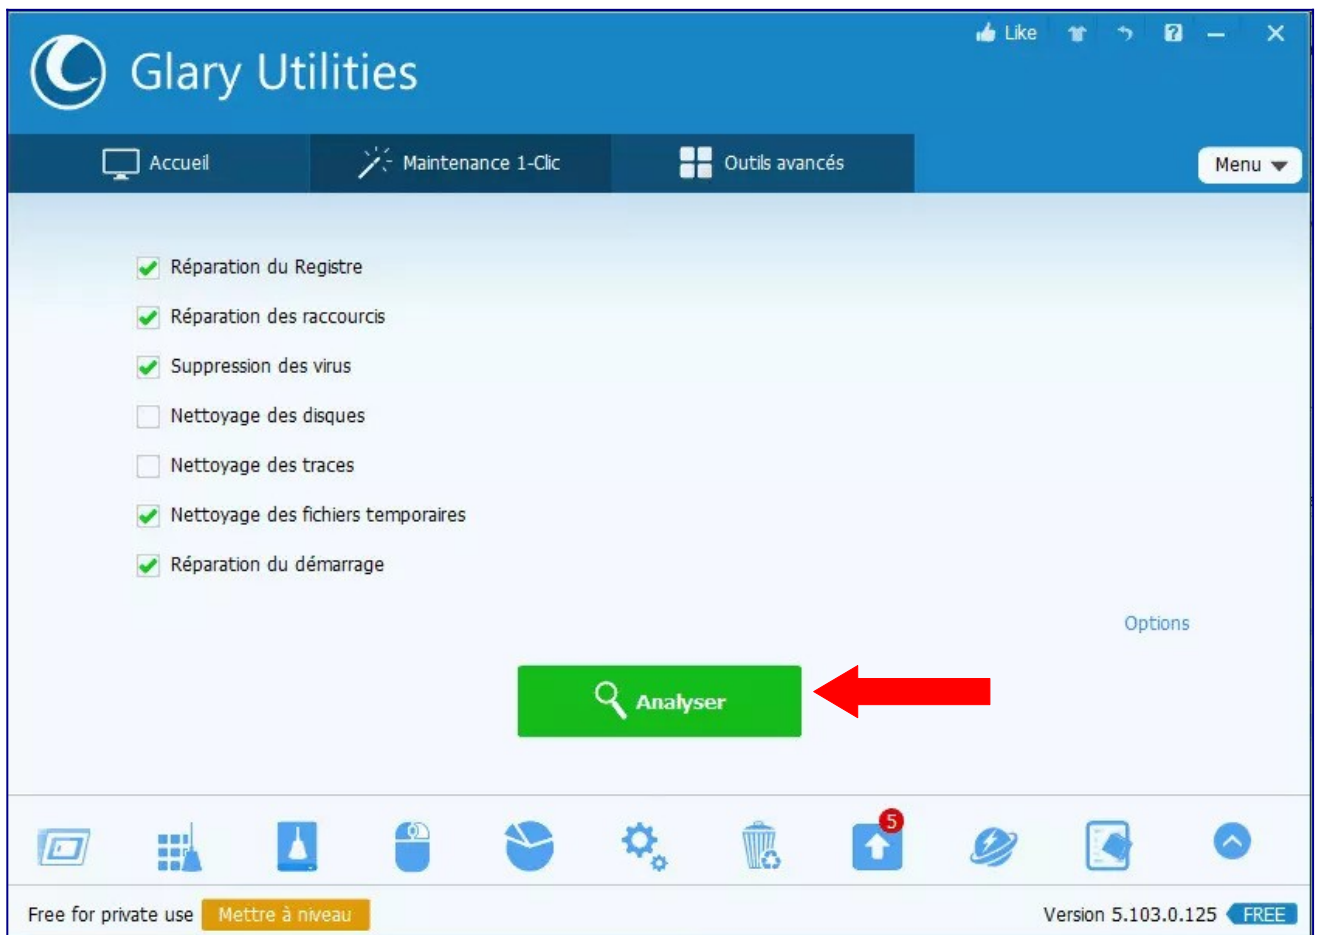 Like
Glary Utilities
Accueil
Maintenance 1-Clic
Outils avancés
Menu
Réparation du Registre
Réparation des raccourcis
Suppression des virus
Nettoyage des disques
Nettoyage des traces
Nettoyage des fichiers temporaires
Réparation du démarrage
Options
Analyser
5
Free for private use
Mettre à niveau
Version 5.103.0.125
FREE